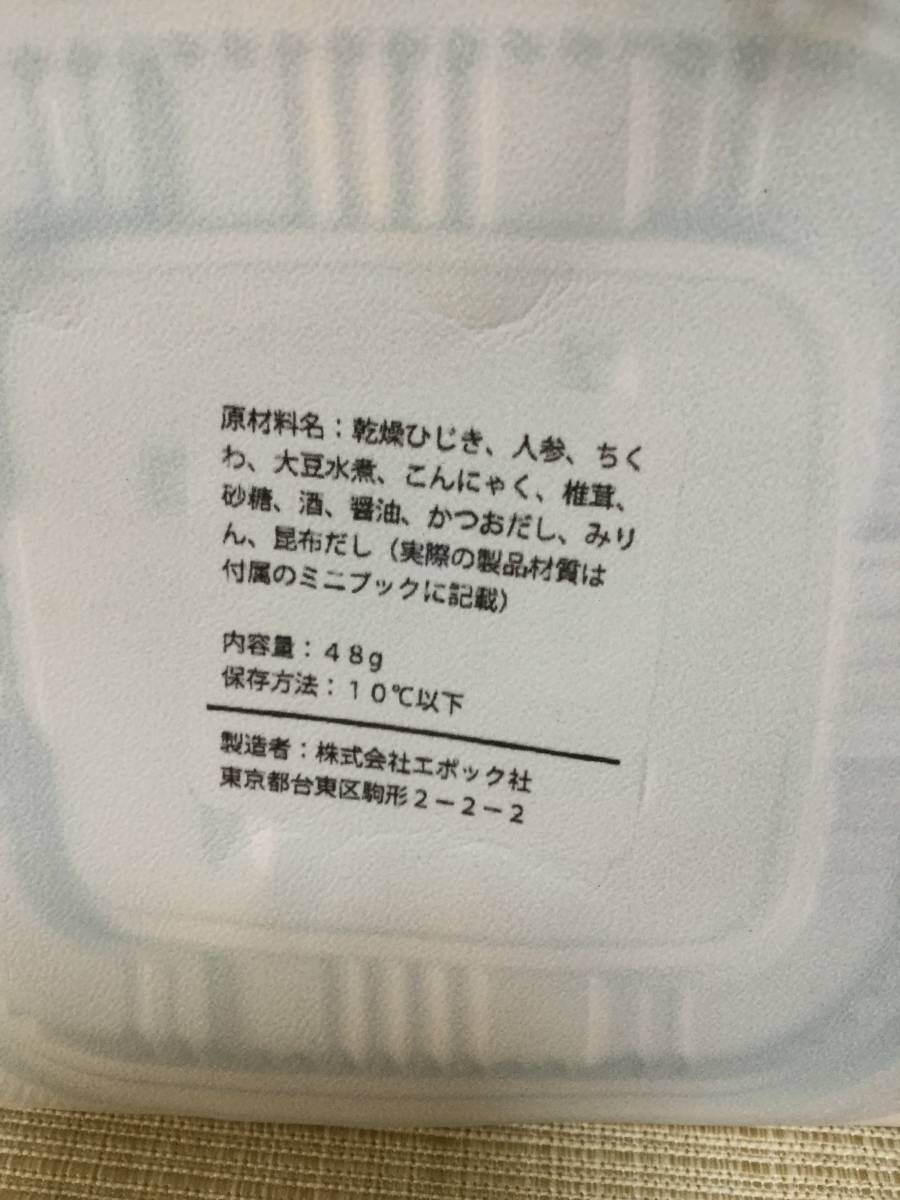 原材料名：乾燥ひじき、人参、ちく
わ、大豆水煮、こんにゃく、椎茸、
砂糖、酒、醤油、かつおだし、みり
ん、昆布だし（実際の製品材質は
付属のミニブックに記載）
内容量：４８g
保存方法：１０℃以下
製造者：株式会社エポック社
東京都台東区駒形２－２－２